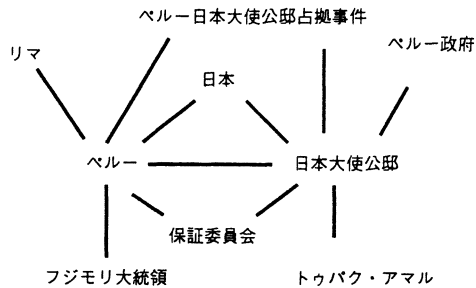 ペルー日本大使公邸占拠事件
リマ
ペルー政府
日本
ペルー
日本大使公邸
保証委員会
フジモリ大統領
トゥパク・アマル